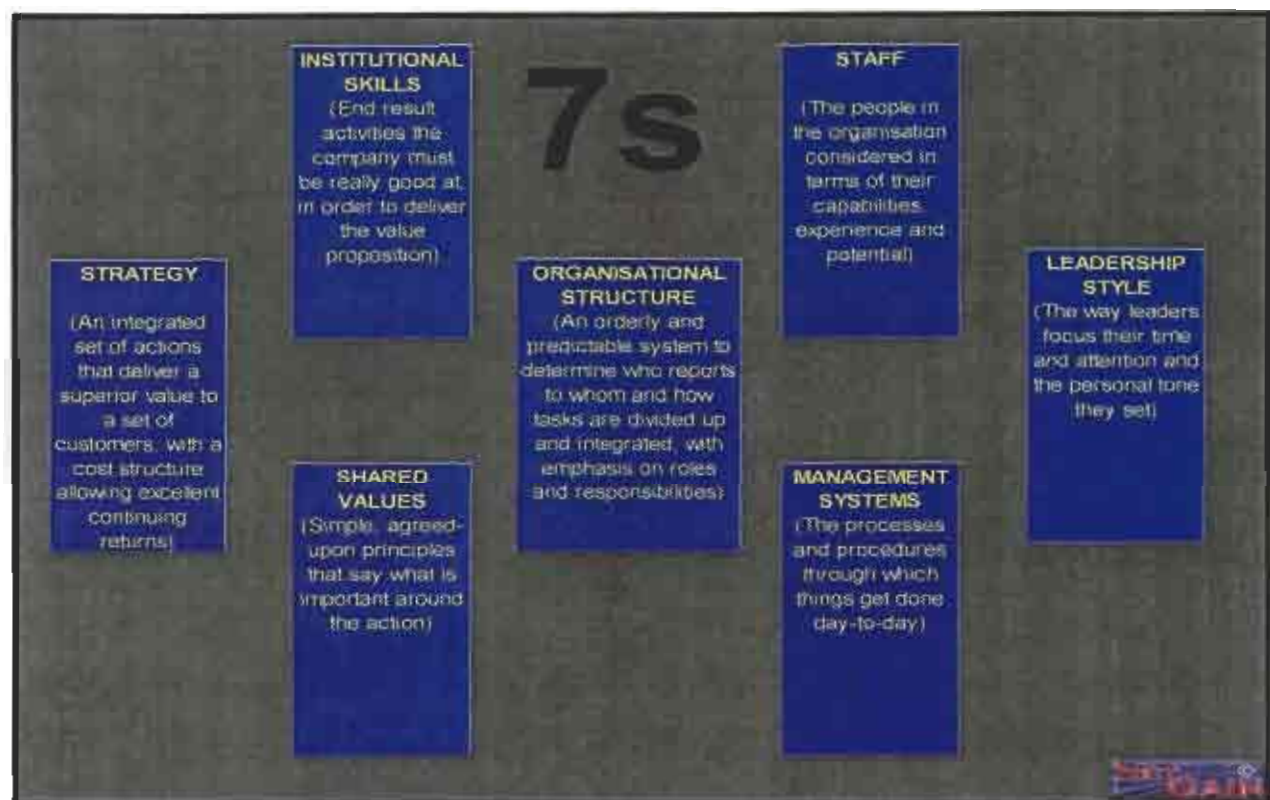 7s
INSTITUTIONAL
SKILLS
(End result
activities the
company must
be really good at,
in order to deliver
the value
proposition)
STAFF
(The people in
the organisation
considered in
terms of their
capabilities,
experience and
potential)
STRATEGY
(An integrated
set of actions
that deliver a
superior value to
a set of
customers, with a
cost structure
allowing excellent
continuing
returns)
ORGANISATIONAL
STRUCTURE
(An orderly and
predictable system to
determine who reports
to whom and how
tasks are divided up
and integrated, with
emphasis on roles
and responsibilities)
LEADERSHIP
STYLE
(The way leaders
focus their time
and attention and
the personal tone
they set)
SHARED
VALUES
(Simple, agreed-
upon principles
that say what is
important around
the action)
MANAGEMENT
SYSTEMS
(The processes
and procedures
through which
things get done
day-to-day)
©